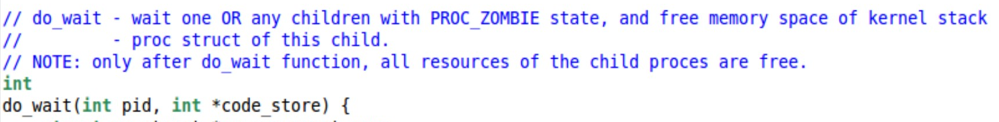 // do_wait - wait one OR any children with PROC_ZOMBIE state, and free memory space of kernel stack
//         - proc struct of this child.
// NOTE: only after do_wait function, all resources of the child proces are free.
int
do_wait(int pid, int *code_store) {